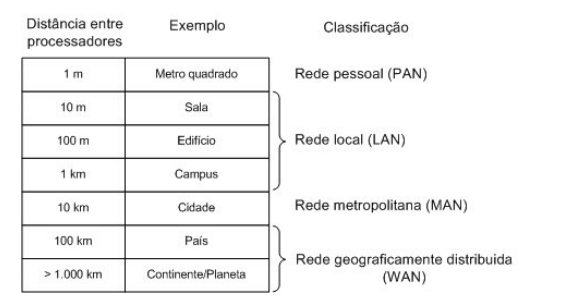 Distância entre
processadores
Exemplo
Classificação
1 m
Metro quadrado
Rede pessoal (PAN)
10 m
Sala
100 m
Edifício
Rede local (LAN)
1 km
Campus
10 km
Cidade
Rede metropolitana (MAN)
100 km
País
Rede geograficamente distribuida
(WAN)
> 1.000 km
Continente/Planeta